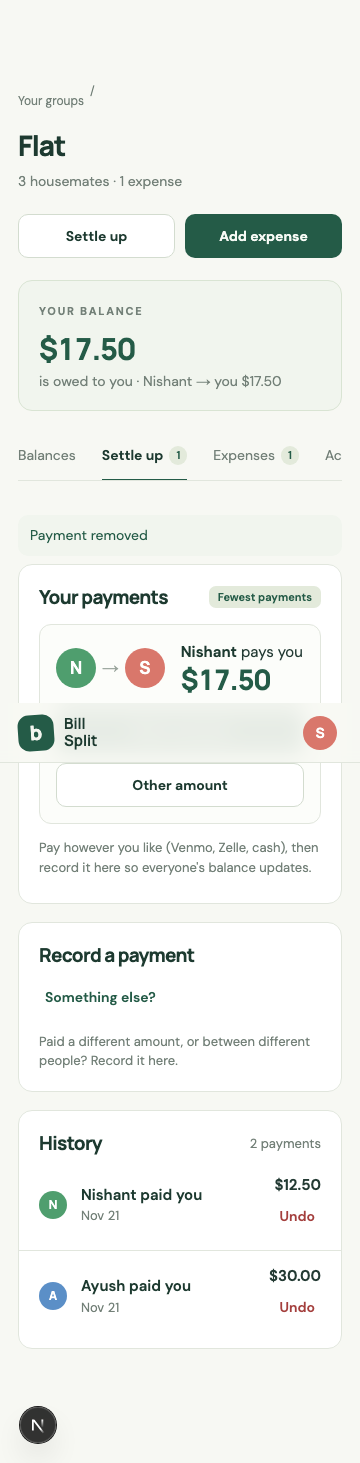 Your groups /
Flat
3 housemates · 1 expense
Settle up
Add expense
YOUR BALANCE
$17.50
is owed to you · Nishant → you $17.50
Balances
Settle up 1
Expenses 1
Ac
Payment removed
Your payments
Fewest payments
N → S
Nishant pays you
$17.50
b
Bill
Split
S
Other amount
Pay however you like (Venmo, Zelle, cash), then
record it here so everyone's balance updates.
Record a payment
Something else?
Paid a different amount, or between different
people? Record it here.
History
2 payments
N
Nishant paid you
Nov 21
$12.50
Undo
A
Ayush paid you
Nov 21
$30.00
Undo
N